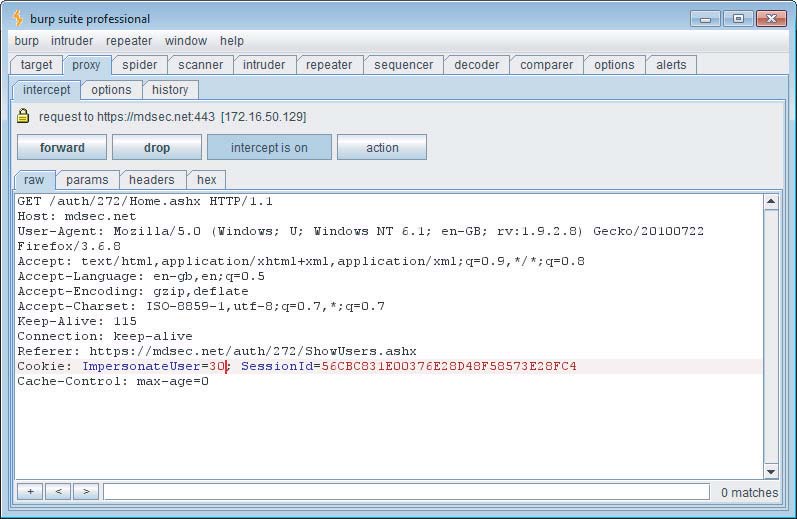 burp suite professional
burp intruder repeater window help
target proxy spider scanner intruder repeater sequencer decoder comparer options alerts
intercept options history
request to https://mdsec.net:443 [172.16.50.129]
forward drop intercept is on action
raw params headers hex
GET /auth/272/Home.ashx HTTP/1.1
Host: mdsec.net
User-Agent: Mozilla/5.0 (Windows; U; Windows NT 6.1; en-GB; rv:1.9.2.8) Gecko/20100722
Firefox/3.6.8
Accept: text/html,application/xhtml+xml,application/xml;q=0.9,*/*;q=0.8
Accept-Language: en-gb,en;q=0.5
Accept-Encoding: gzip,deflate
Accept-Charset: ISO-8859-1,utf-8;q=0.7,*;q=0.7
Keep-Alive: 115
Connection: keep-alive
Referer: https://mdsec.net/auth/272/ShowUsers.ashx
Cookie: ImpersonateUser=30; SessionId=56CBC831E00376E28D48F58573E28FC4
Cache-Control: max-age=0
+ < > 0 matches